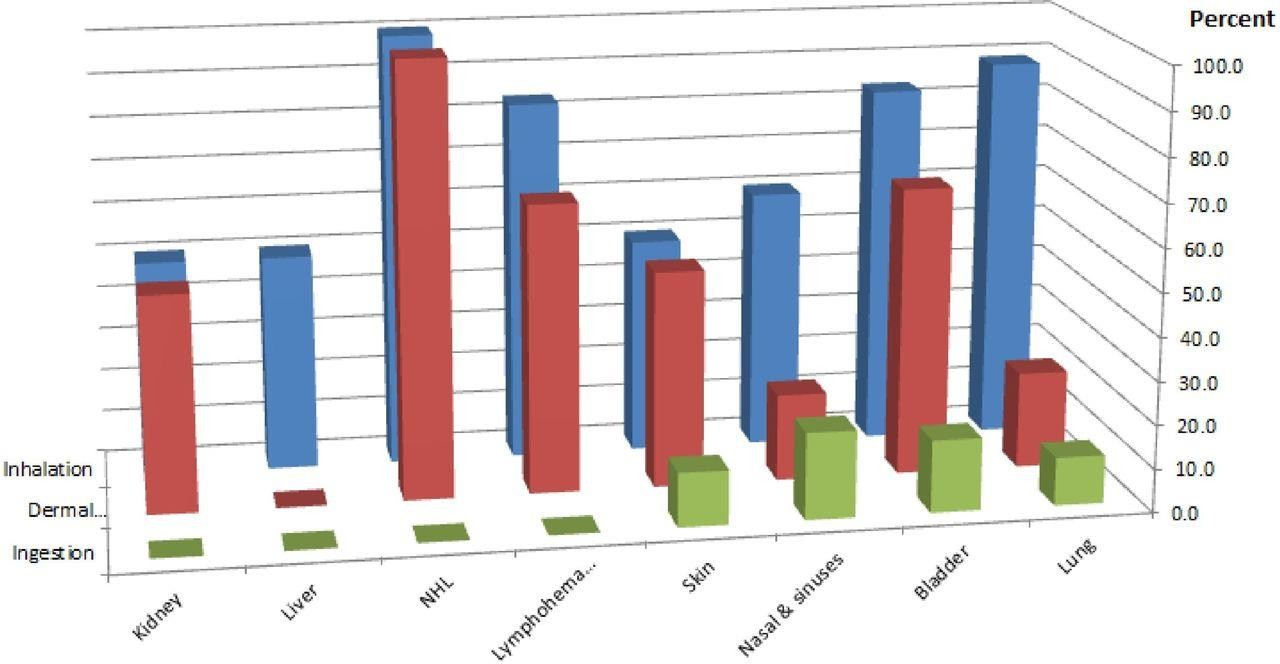 Percent
100.0
90.0
80.0
70.0
60.0
50.0
40.0
30.0
20.0
10.0
0.0
Inhalation
Dermal...
Ingestion
Kidney
Liver
NHL
Lymphohema...
Skin
Nasal & sinuses
Bladder
Lung